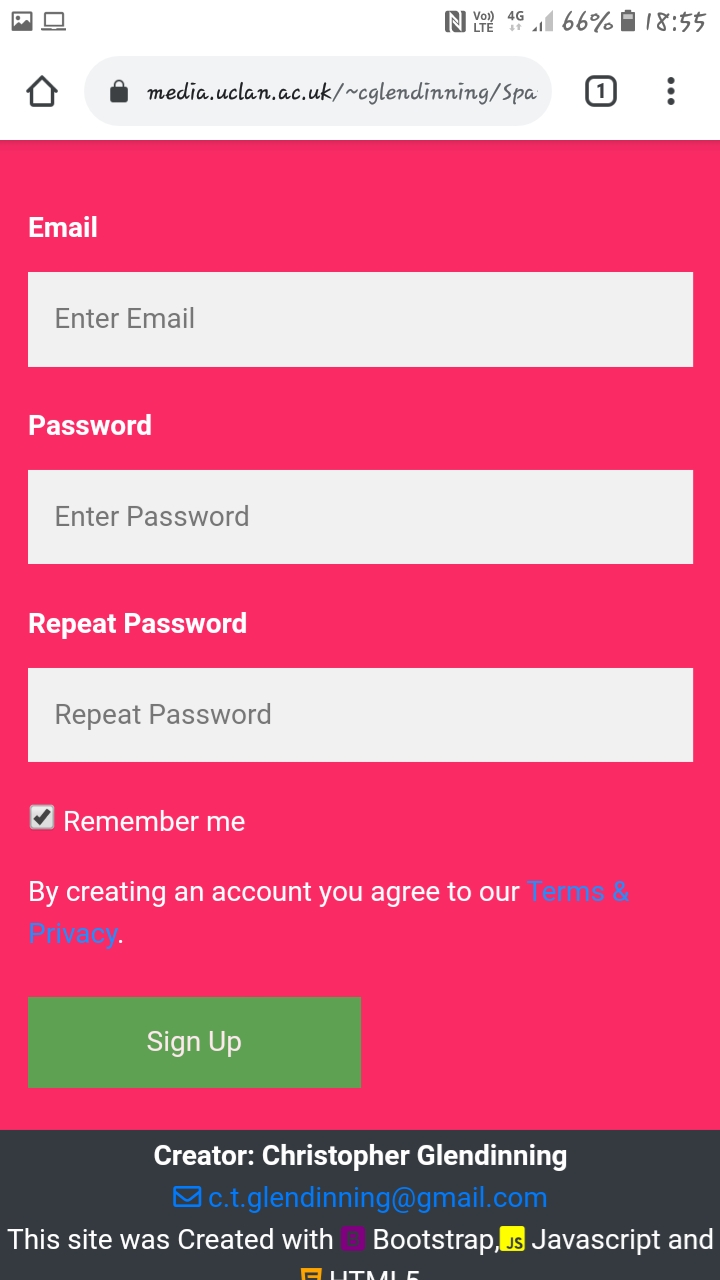 Vo)) LTE 4G 66% 18:55
media.uclan.ac.uk/~cglendinning/Spa
1
Email
Enter Email
Password
Enter Password
Repeat Password
Repeat Password
Remember me
By creating an account you agree to our Terms &
Privacy.
Sign Up
Creator: Christopher Glendinning
c.t.glendinning@gmail.com
This site was Created with B Bootstrap, JS Javascript and
HTML5